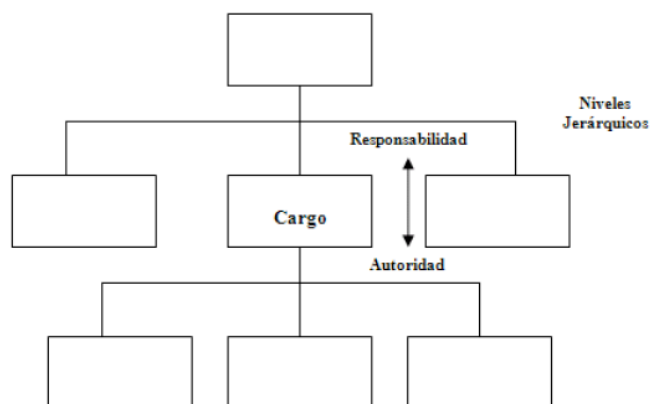 Niveles
Jerárquicos
Responsabilidad
Cargo
Autoridad